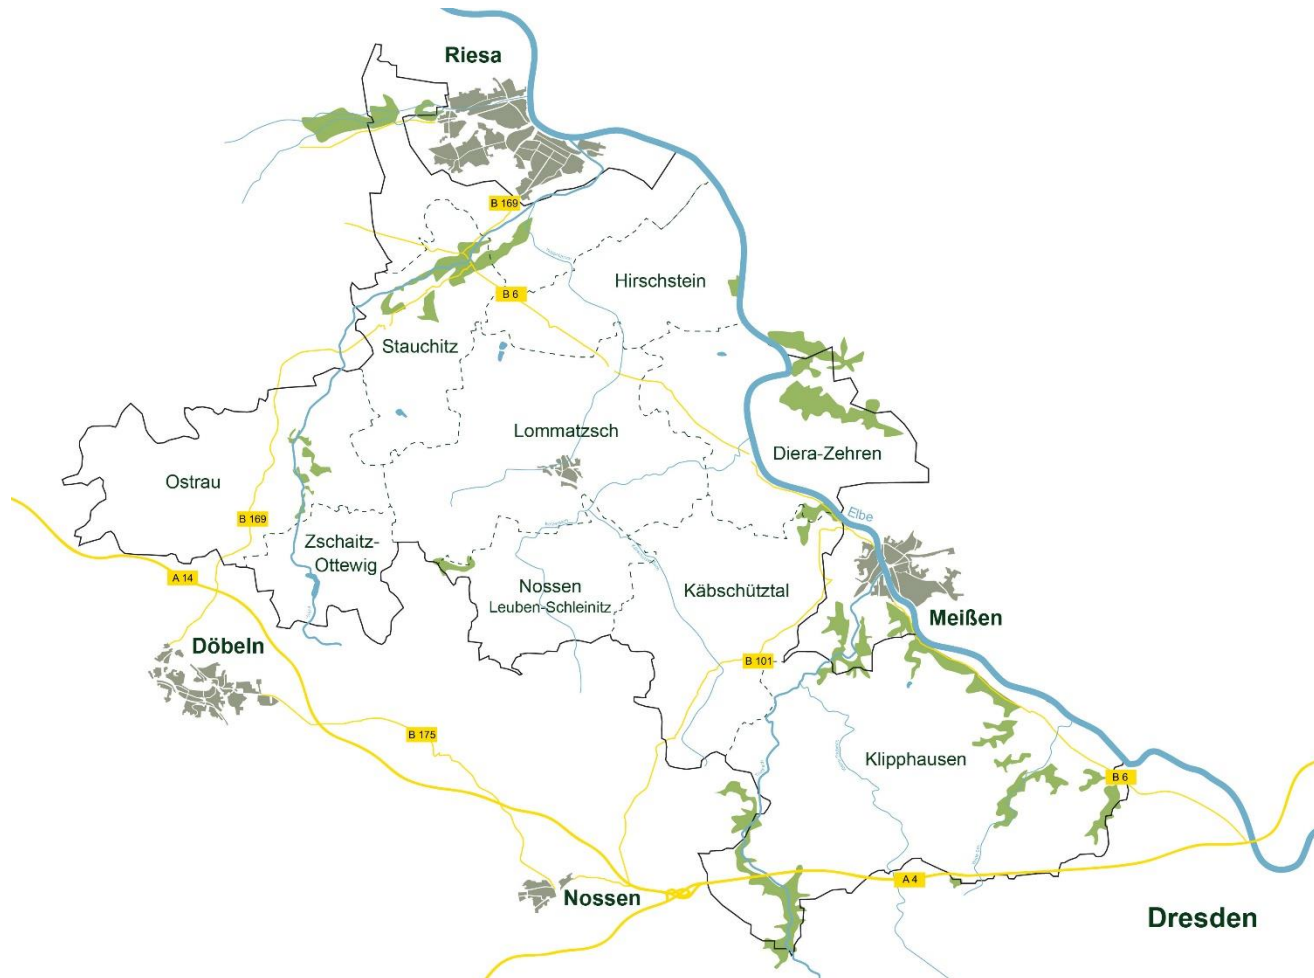 Riesa
B 169
Hirschstein
B 6
Stauchitz
Lommatzsch
Diera-Zehren
Ostrau
B 169
Elbe
Zschaitz-
Ottewig
A 14
Nossen
Leuben-Schleinitz
Käbschütztal
Meißen
Döbeln
B 101
B 175
Klipphausen
B 6
A 4
Nossen
Dresden